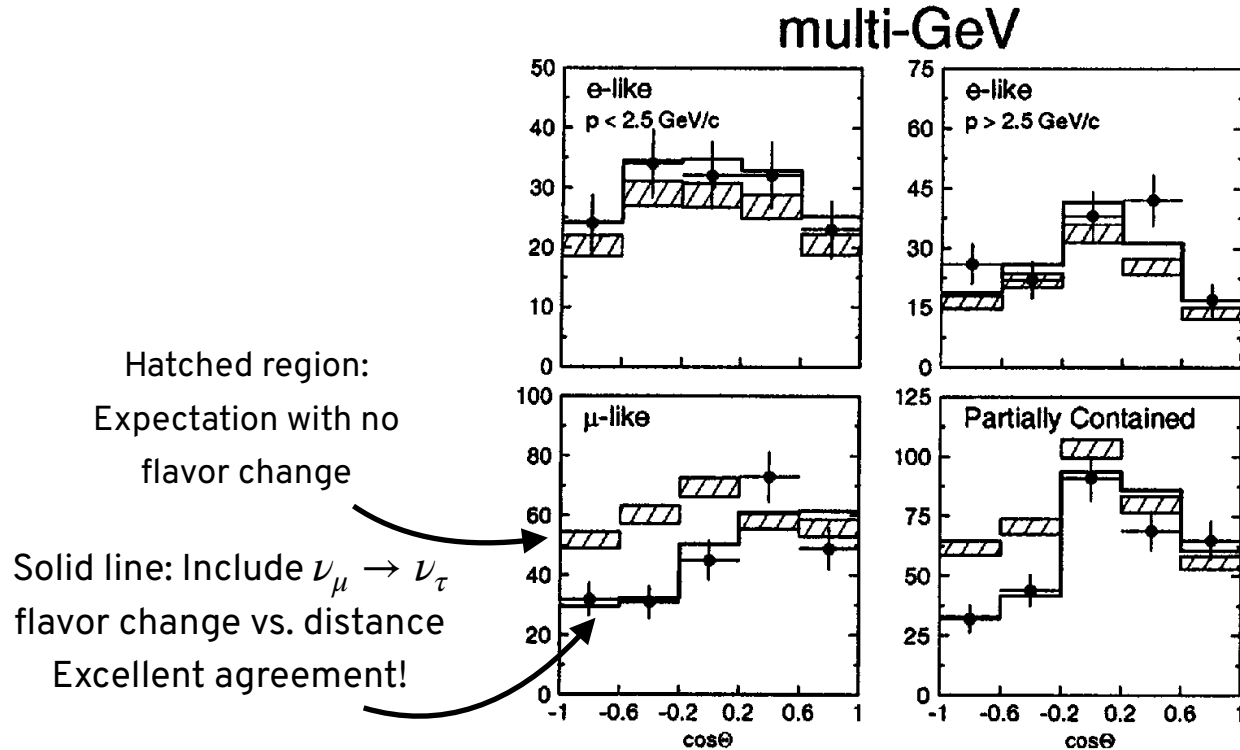 multi-GeV
50
40
30
20
10
0
e-like
p < 2.5 GeV/c
75
60
45
30
15
0
e-like
p > 2.5 GeV/c
Hatched region:
Expectation with no
flavor change
Solid line: Include νμ → ντ
flavor change vs. distance
Excellent agreement!
100
80
60
40
20
0
μ-like
-1 -0.6 -0.2 0.2 0.6 1
cosΘ
125
100
75
50
25
0
Partially Contained
-1 -0.6 -0.2 0.2 0.6 1
cosΘ